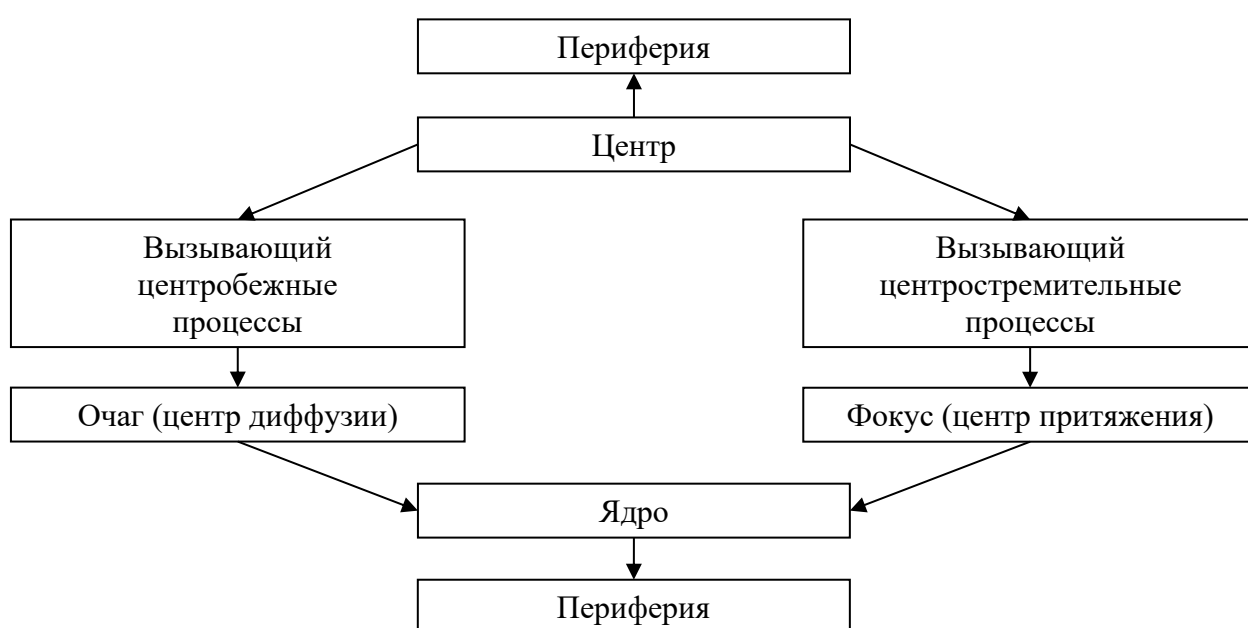 Периферия
Центр
Вызывающий
центробежные
процессы
Вызывающий
центростремительные
процессы
Очаг (центр диффузии)
Фокус (центр притяжения)
Ядро
Периферия